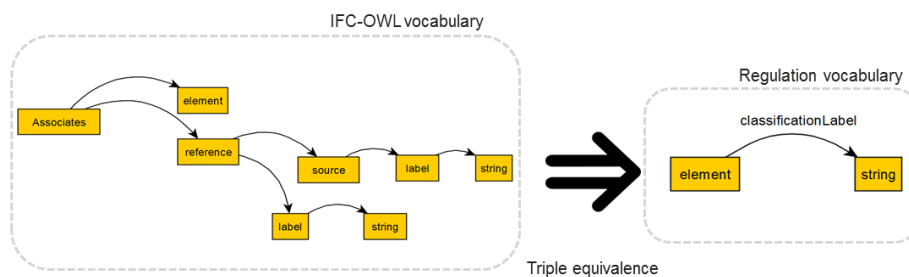 IFC-OWL vocabulary
element
Associates
reference
source
label
string
label
string
Regulation vocabulary
classificationLabel
element
string
Triple equivalence